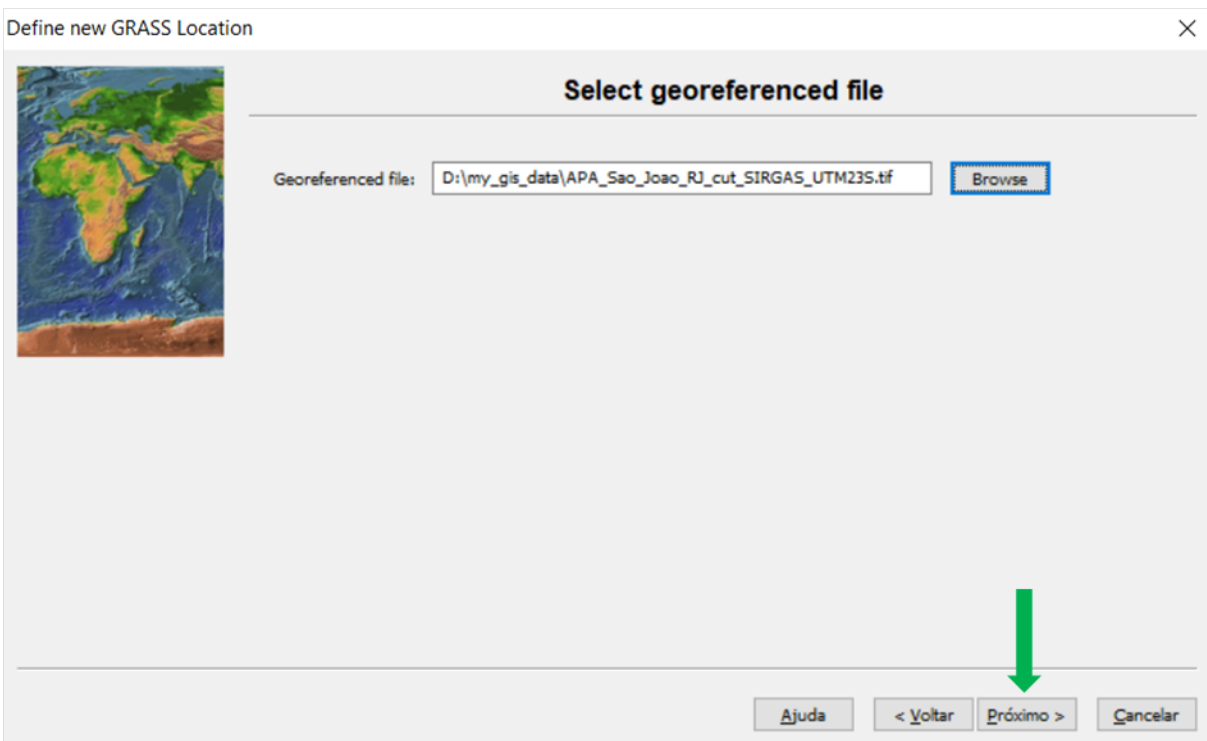 Define new GRASS Location
Select georeferenced file
Georeferenced file: D:\my_gis_data\APA_Sao_Joao_RJ_cut_SIRGAS_UTM23S.tif Browse
Ajuda < Voltar Próximo > Cancelar